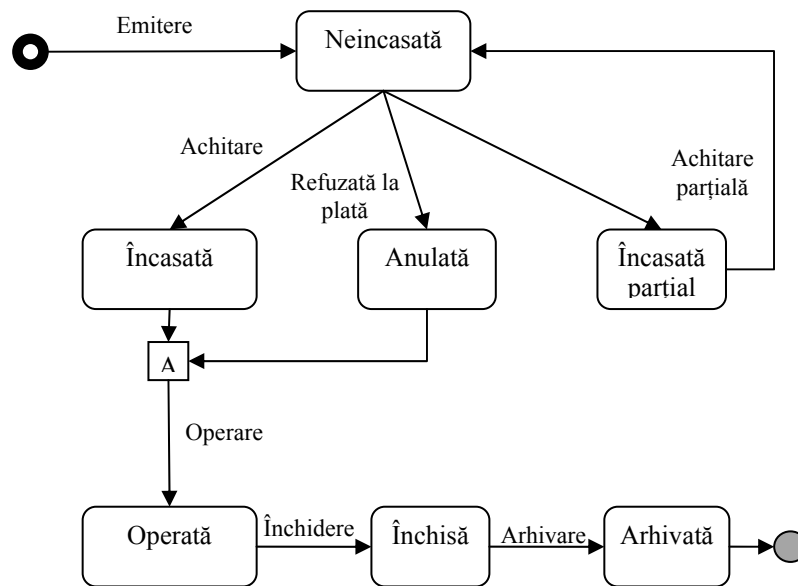 Emitere
Neincasată
Achitare
Refuzată la
plată
Achitare
parțială
Încasată
Anulată
Încasată
parțial
A
Operare
Operată
Închidere
Închisă
Arhivare
Arhivată